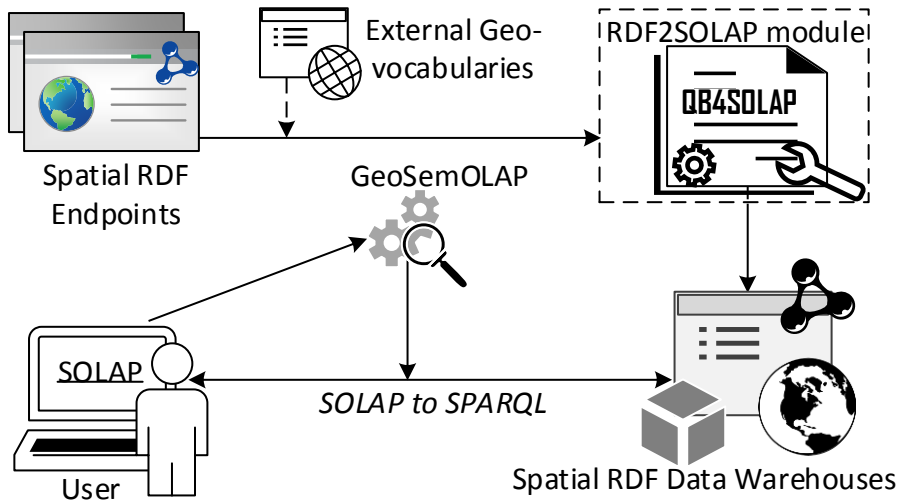 External Geo-
vocabularies
RDF2SOLAP module
QB4SOLAP
Spatial RDF
Endpoints
GeoSemOLAP
SOLAP
SOLAP to SPARQL
User
Spatial RDF Data Warehouses